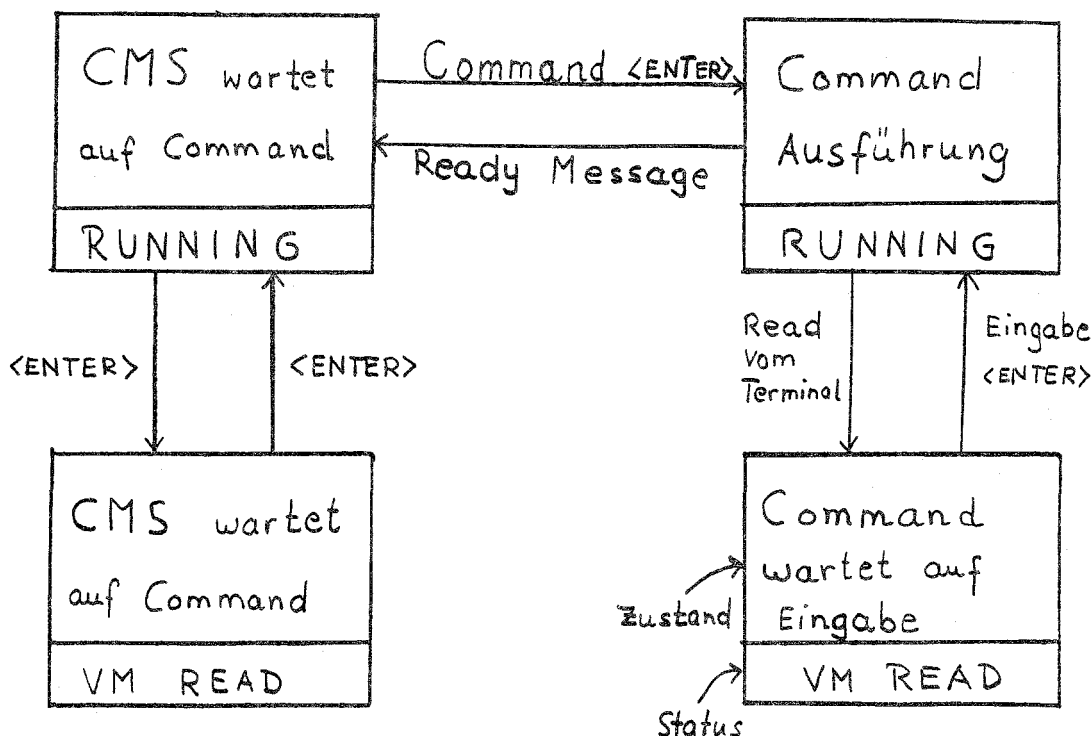 CMS wartet
auf Command
RUNNING
Command <ENTER>
Ready Message
Command
Ausführung
RUNNING
<ENTER>
<ENTER>
Read
vom
Terminal
Eingabe
<ENTER>
CMS wartet
auf Command
VM READ
Command
wartet auf
Eingabe
VM READ
Zustand
Status